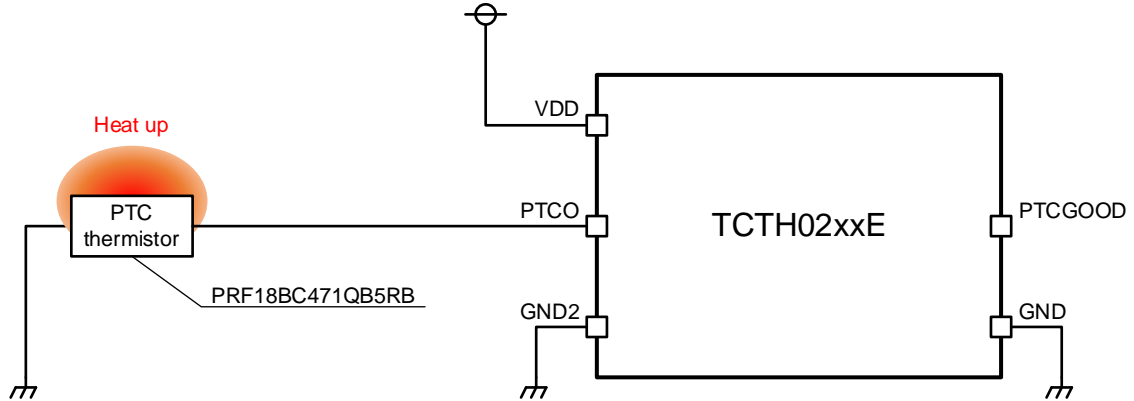 VDD
Heat up
PTC
thermistor
PTCO
TCTH02xxE
PTCGOOD
PRF18BC471QB5RB
GND2
GND